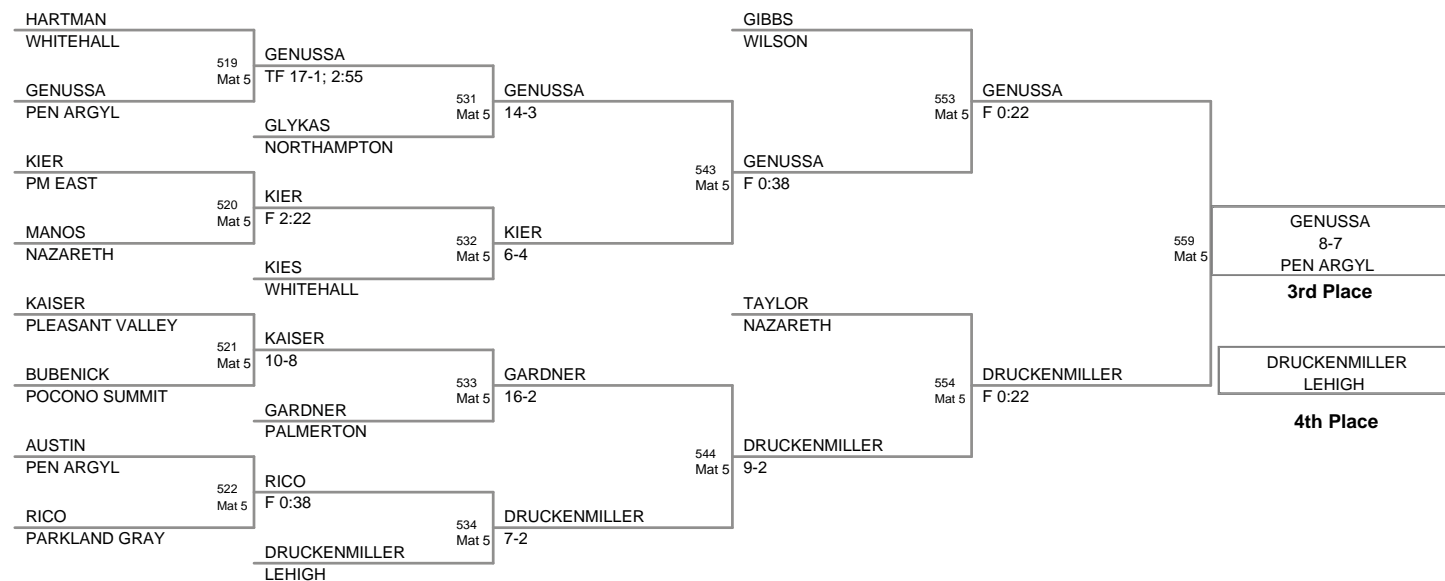 HARTMAN
WHITEHALL
519
Mat 5
GENUSSA
PEN ARGYL
GENUSSA
TF 17-1; 2:55
531
Mat 5
GLYKAS
NORTHAMPTON
GENUSSA
14-3
KIER
PM EAST
520
Mat 5
MANOS
NAZARETH
KIER
F 2:22
532
Mat 5
KIES
WHITEHALL
KIER
6-4
543
Mat 5
GENUSSA
F 0:38
GIBBS
WILSON
553
Mat 5
GENUSSA
F 0:22
KAISER
PLEASANT VALLEY
521
Mat 5
BUBENICK
POCONO SUMMIT
KAISER
10-8
533
Mat 5
GARDNER
PALMERTON
GARDNER
16-2
AUSTIN
PEN ARGYL
522
Mat 5
RICO
PARKLAND GRAY
RICO
F 0:38
534
Mat 5
DRUCKENMILLER
LEHIGH
DRUCKENMILLER
7-2
544
Mat 5
DRUCKENMILLER
9-2
TAYLOR
NAZARETH
554
Mat 5
DRUCKENMILLER
F 0:22
559
Mat 5
GENUSSA
8-7
PEN ARGYL
3rd Place
DRUCKENMILLER
LEHIGH
4th Place